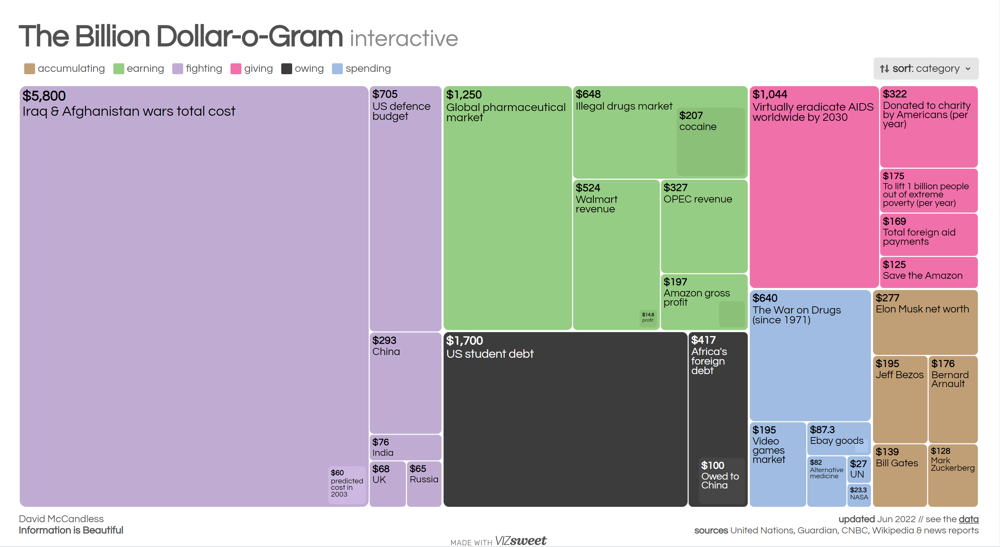 The Billion Dollar-o-Gram interactive
accumulating
earning
fighting
giving
owing
spending
sort: category
$5,800
Iraq & Afghanistan wars total cost
$60
predicted
cost in
2003
$705
US defence
budget
$293
China
$76
India
$68
UK
$65
Russia
$1,250
Global pharmaceutical
market
$648
Illegal drugs market
$207
cocaine
$524
Walmart
revenue
$14.8
profit
$327
OPEC revenue
$197
Amazon gross
profit
$1,700
US student debt
$417
Africa's
foreign
debt
$100
Owed to
China
$1,044
Virtually eradicate AIDS
worldwide by 2030
$322
Donated to charity
by Americans (per
year)
$175
To lift 1 billion people
out of extreme
poverty (per year)
$169
Total foreign aid
payments
$125
Save the Amazon
$640
The War on Drugs
(since 1971)
$195
Video
games
market
$87.3
Ebay goods
$82
Alternative
medicine
$27
UN
$23.3
NASA
$277
Elon Musk net worth
$195
Jeff Bezos
$176
Bernard
Arnault
$139
Bill Gates
$128
Mark
Zuckerberg
David McCandless
Information is Beautiful
updated Jun 2022 // see the data
sources United Nations, Guardian, CNBC, Wikipedia & news reports
MADE WITH VIZsweet